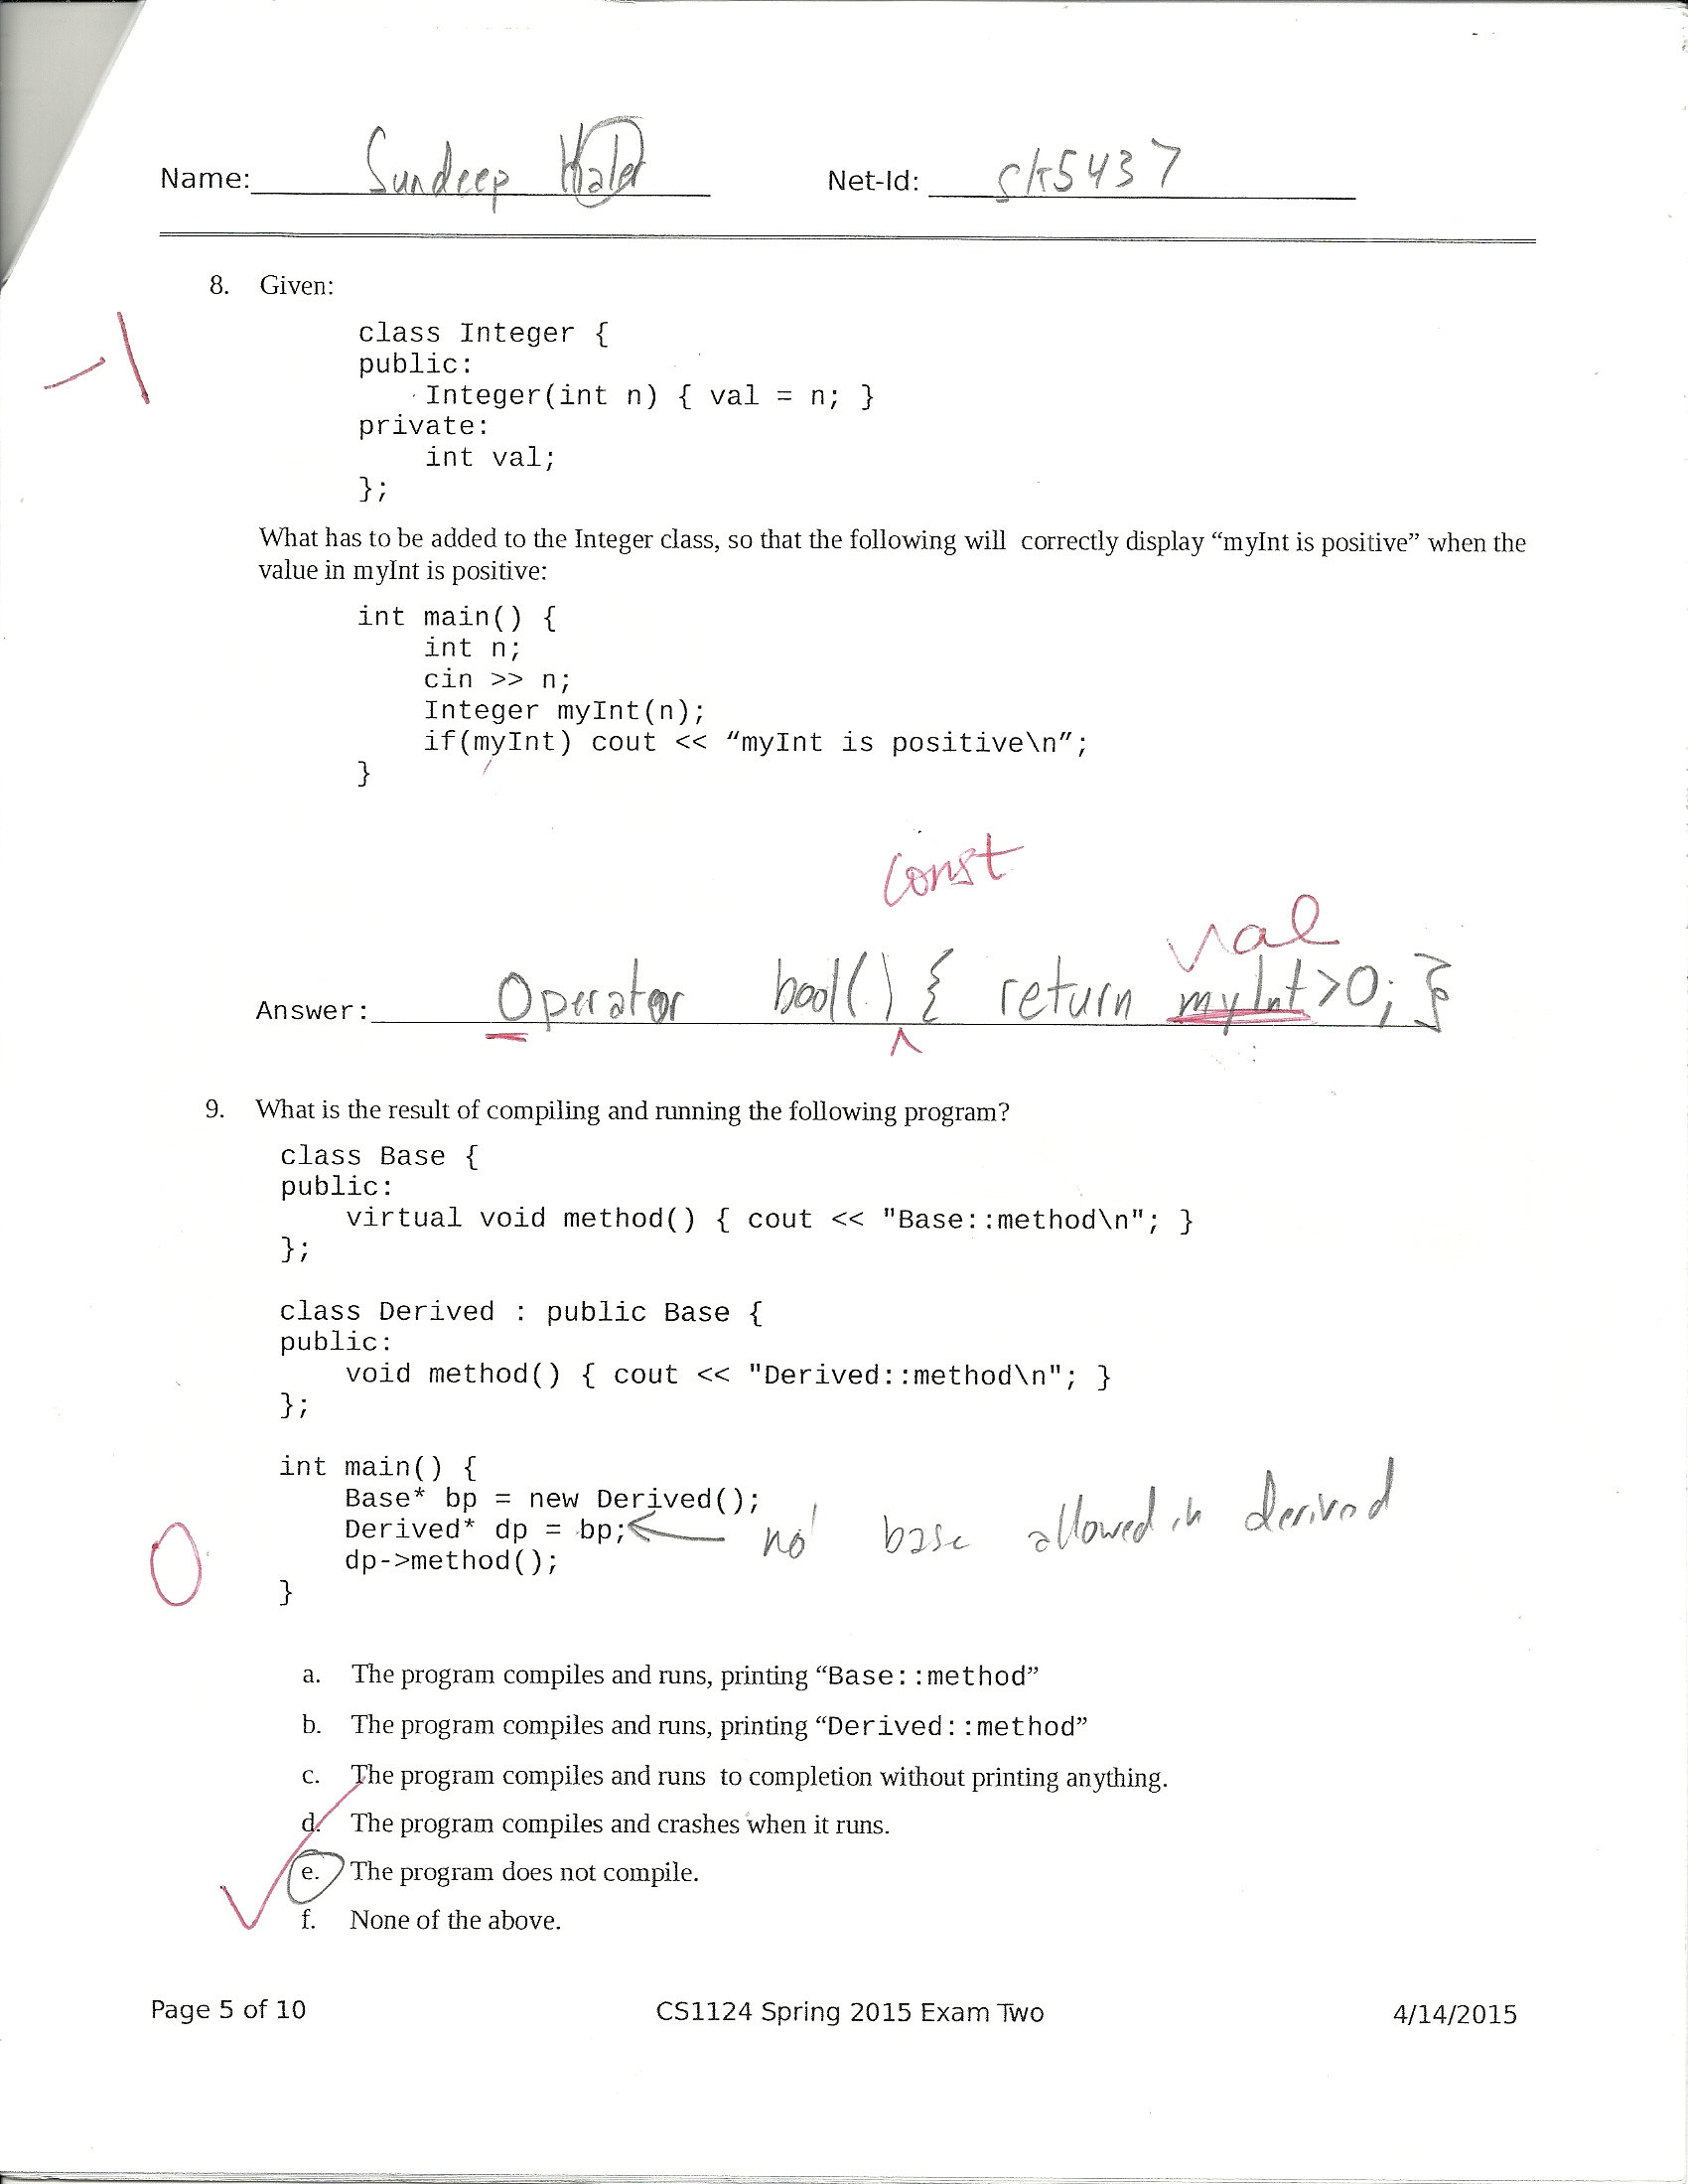 Name: Sundeep Net-Id: sk5437
8. Given:
-1
class Integer {
public:
Integer(int n) { val = n; }
private:
int val;
};
What has to be added to the Integer class, so that the following will correctly display “myInt is positive” when the
value in myInt is positive:
int main() {
int n;
cin >> n;
Integer myInt(n);
if(myInt) cout << “myInt is positive\n”;
}
const
val
Answer: Operator bool() { return myInt>0; }
9. What is the result of compiling and running the following program?
class Base {
public:
virtual void method() { cout << "Base::method\n"; }
};
class Derived : public Base {
public:
void method() { cout << "Derived::method\n"; }
};
int main() {
Base* bp = new Derived();
Derived* dp = bp; no base allowed in derived
dp->method();
0
}
a. The program compiles and runs, printing “Base::method”
b. The program compiles and runs, printing “Derived::method”
c. The program compiles and runs to completion without printing anything.
d. The program compiles and crashes when it runs.
e. The program does not compile.
f. None of the above.
Page 5 of 10 CS1124 Spring 2015 Exam Two 4/14/2015